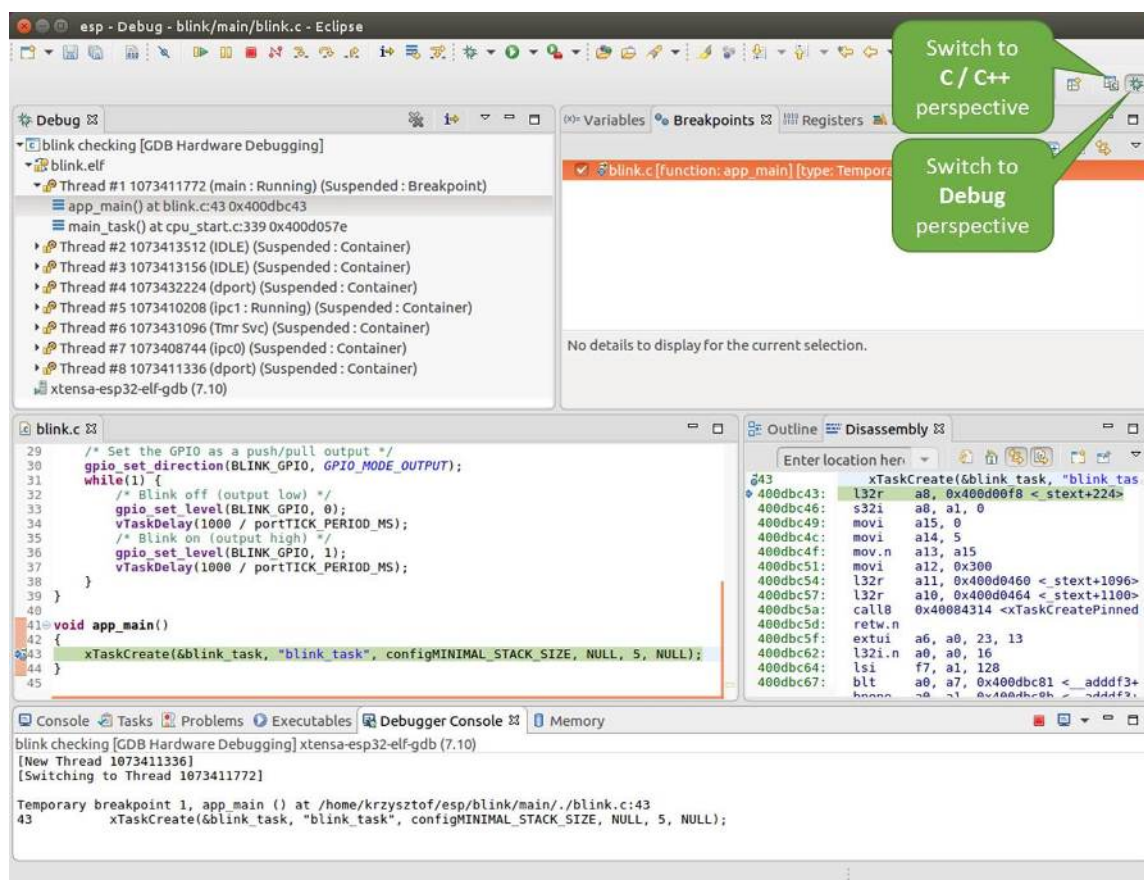 esp - Debug - blink/main/blink.c - Eclipse
Switch to
C / C++
perspective
Debug
(x)= Variables
Breakpoints
Registers
blink checking [GDB Hardware Debugging]
blink.elf
Thread #1 1073411772 (main : Running) (Suspended : Breakpoint)
app_main() at blink.c:43 0x400dbc43
main_task() at cpu_start.c:339 0x400d057e
Thread #2 1073413512 (IDLE) (Suspended : Container)
Thread #3 1073413156 (IDLE) (Suspended : Container)
Thread #4 1073432224 (dport) (Suspended : Container)
Thread #5 1073410208 (ipc1 : Running) (Suspended : Container)
Thread #6 1073431096 (Tmr Svc) (Suspended : Container)
Thread #7 1073408744 (ipc0) (Suspended : Container)
Thread #8 1073411336 (dport) (Suspended : Container)
xtensa-esp32-elf-gdb (7.10)
blink.c [function: app_main] [type: Tempora
Switch to
Debug
perspective
No details to display for the current selection.
blink.c
29 /* Set the GPIO as a push/pull output */
30 gpio_set_direction(BLINK_GPIO, GPIO_MODE_OUTPUT);
31 while(1) {
32 /* Blink off (output low) */
33 gpio_set_level(BLINK_GPIO, 0);
34 vTaskDelay(1000 / portTICK_PERIOD_MS);
35 /* Blink on (output high) */
36 gpio_set_level(BLINK_GPIO, 1);
37 vTaskDelay(1000 / portTICK_PERIOD_MS);
38 }
39 }
40
41 void app_main()
42 {
43 xTaskCreate(&blink_task, "blink_task", configMINIMAL_STACK_SIZE, NULL, 5, NULL);
44 }
45
Outline
Disassembly
Enter location her
43 xTaskCreate(&blink_task, "blink_tas
400dbc43: l32r a8, 0x400d00f8 <_stext+224>
400dbc46: s32i a8, a1, 0
400dbc49: movi a15, 0
400dbc4c: movi a14, 5
400dbc4f: mov.n a13, a15
400dbc51: movi a12, 0x300
400dbc54: l32r a11, 0x400d0460 <_stext+1096>
400dbc57: l32r a10, 0x400d0464 <_stext+1100>
400dbc5a: call8 0x40084314 <xTaskCreatePinned
400dbc5d: retw.n
400dbc5f: extui a6, a0, 23, 13
400dbc62: l32i.n a0, a0, 16
400dbc64: lsi f7, a1, 128
400dbc67: blt a0, a7, 0x400dbc81 <__adddf3+
Console
Tasks
Problems
Executables
Debugger Console
Memory
blink checking [GDB Hardware Debugging] xtensa-esp32-elf-gdb (7.10)
[New Thread 1073411336]
[Switching to Thread 1073411772]
Temporary breakpoint 1, app_main () at /home/krzysztof/esp/blink/main/./blink.c:43
43 xTaskCreate(&blink_task, "blink_task", configMINIMAL_STACK_SIZE, NULL, 5, NULL);